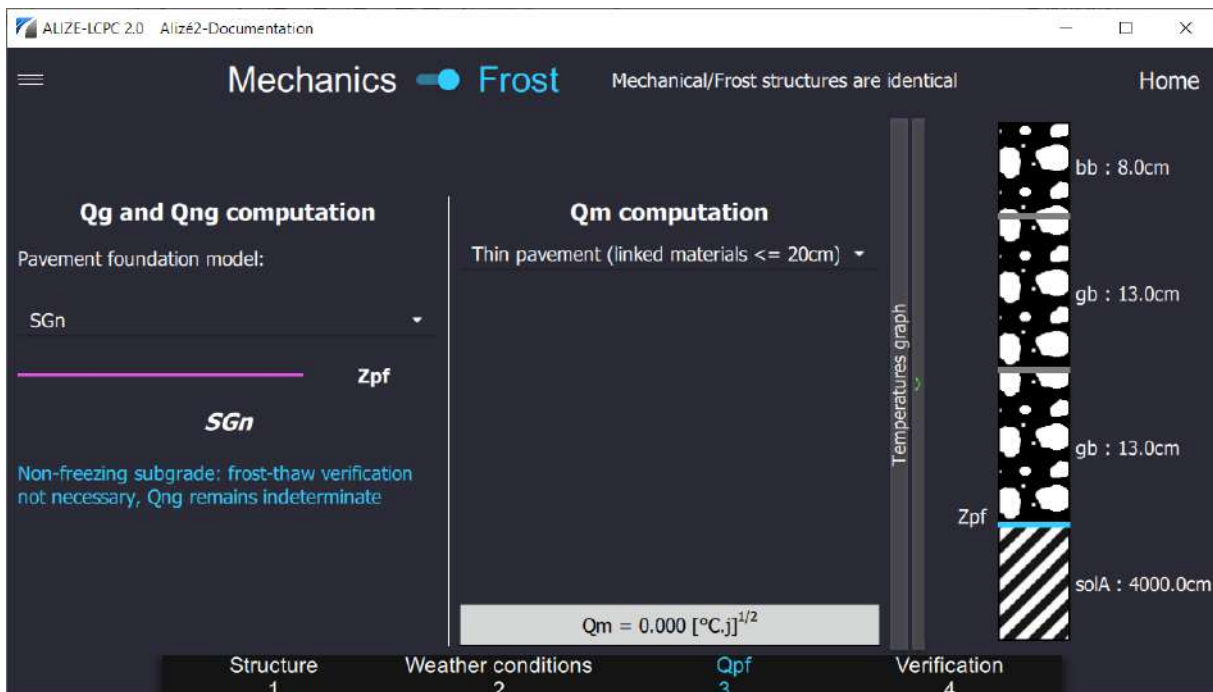 ALIZE-LCPC 2.0 Alizé2-Documentation
Mechanics Frost
Mechanical/Frost structures are identical
Home
Qg and Qng computation
Pavement foundation model:
SGn
Zpf
SGn
Non-freezing subgrade: frost-thaw verification
not necessary, Qng remains indeterminate
Qm computation
Thin pavement (linked materials <= 20cm)
Qm = 0.000 [°C.j]^1/2
Temperatures graph
bb : 8.0cm
gb : 13.0cm
gb : 13.0cm
Zpf
solA : 4000.0cm
Structure
1
Weather conditions
2
Qpf
3
Verification
4